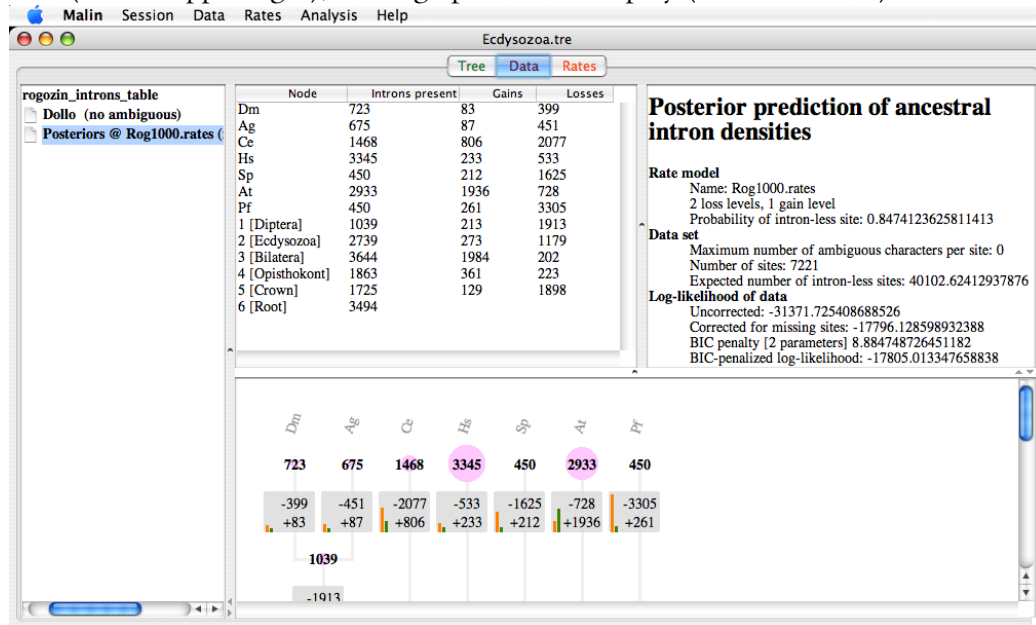 Malin Session Data Rates Analysis Help
Ecdysozoa.tre
Tree Data Rates
rogozin_introns_table
Dollo (no ambiguous)
Posteriors @ Rog1000.rates (
Node Introns present Gains Losses
Dm 723 83 399
Ag 675 87 451
Ce 1468 806 2077
Hs 3345 233 533
Sp 450 212 1625
At 2933 1936 728
Pf 450 261 3305
1 [Diptera] 1039 213 1913
2 [Ecdysozoa] 2739 273 1179
3 [Bilatera] 3644 1984 202
4 [Opisthokont] 1863 361 223
5 [Crown] 1725 129 1898
6 [Root] 3494
Posterior prediction of ancestral
intron densities
Rate model
Name: Rog1000.rates
2 loss levels, 1 gain level
Probability of intron-less site: 0.8474123625811413
Data set
Maximum number of ambiguous characters per site: 0
Number of sites: 7221
Expected number of intron-less sites: 40102.62412937876
Log-likelihood of data
Uncorrected: -31371.725408688526
Corrected for missing sites: -17796.128598932388
BIC penalty [2 parameters] 8.884748726451182
BIC-penalized log-likelihood: -17805.013347658838
Dm Ag Ce Hs Sp At Pf
723 675 1468 3345 450 2933 450
-399 -451 -2077 -533 -1625 -728 -3305
+83 +87 +806 +233 +212 +1936 +261
1039
-1913